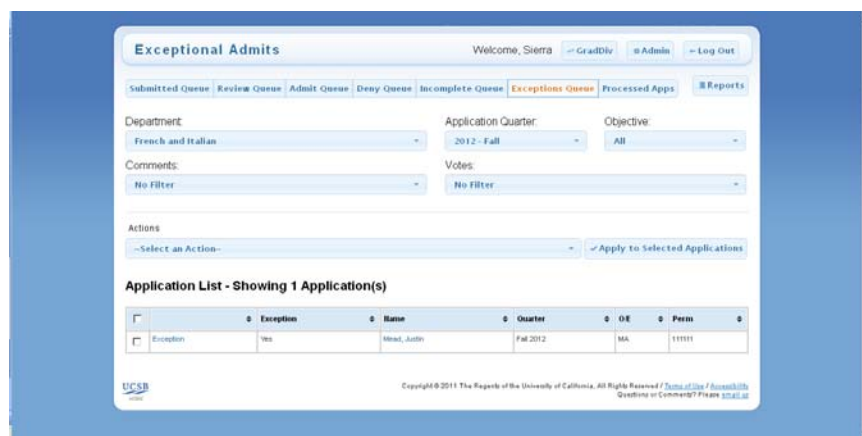 Exceptional Admits
Welcome, Sierra GradDiv Admin Log Out
Submitted Queue Review Queue Admit Queue Deny Queue Incomplete Queue Exceptions Queue Processed Apps Reports
Department: Application Quarter: Objective:
French and Italian 2012 - Fall All
Comments: Votes:
No Filter No Filter
Actions
--Select an Action-- Apply to Selected Applications
Application List - Showing 1 Application(s)
Exception Name Quarter O/E Perm
Exception Yes Mead, Justin Fall 2012 MA 111111
UCSB Copyright © 2011 The Regents of the University of California, All Rights Reserved / Terms of Use / Accessibility
Questions or Comments? Please email us